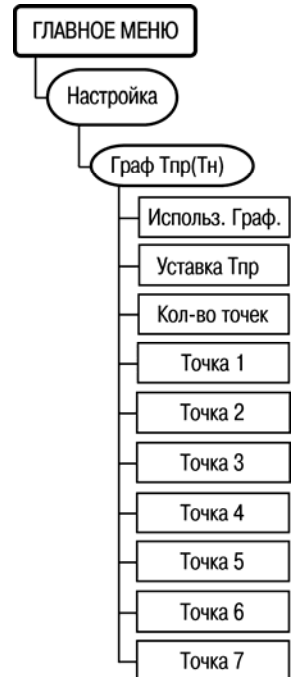 ГЛАВНОЕ МЕНЮ
Настройка
Граф Тпр(Тн)
Использ. Граф.
Уставка Тпр
Кол-во точек
Точка 1
Точка 2
Точка 3
Точка 4
Точка 5
Точка 6
Точка 7